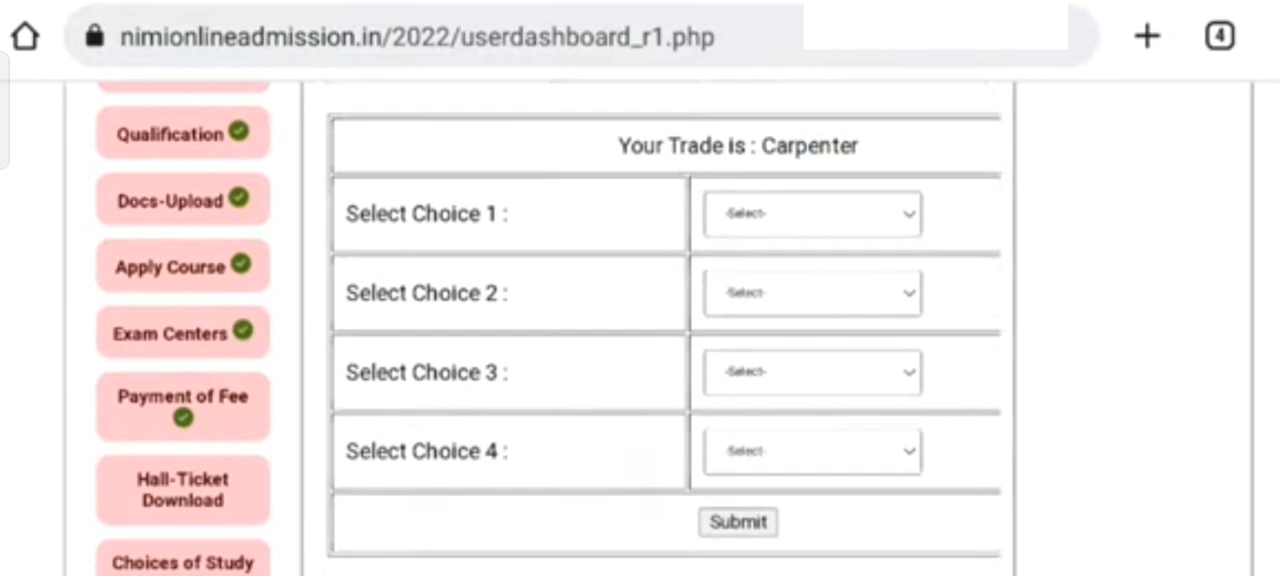 nimionlineadmission.in/2022/userdashboard_r1.php
4
Qualification
Docs-Upload
Apply Course
Exam Centers
Payment of Fee
Hall-Ticket
Download
Choices of Study
Your Trade is : Carpenter
Select Choice 1 :
-Select-
Select Choice 2 :
-Select-
Select Choice 3 :
-Select-
Select Choice 4 :
-Select-
Submit